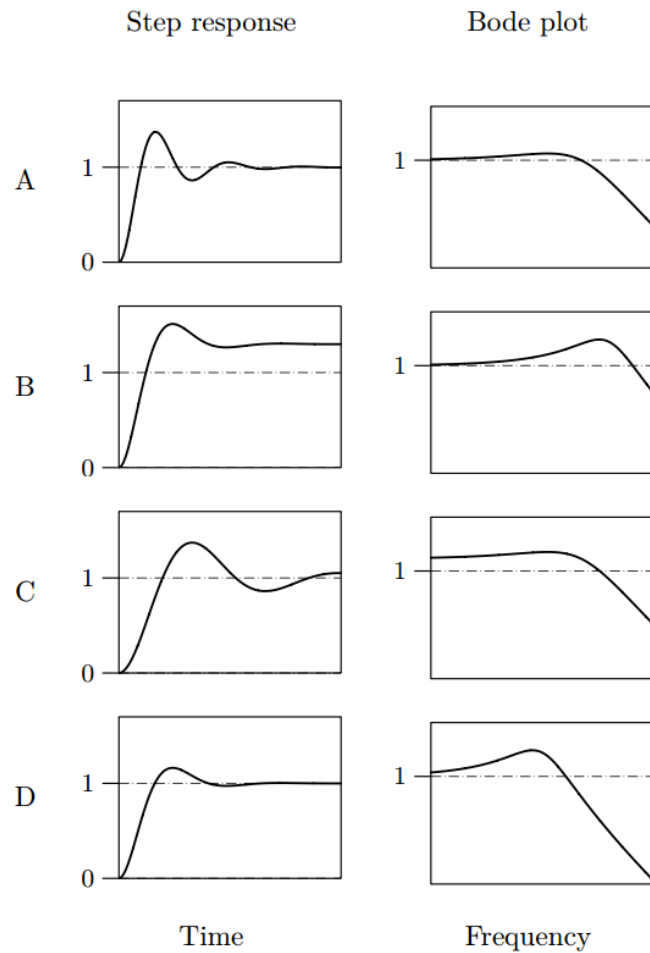 Step response Bode plot
A 1 0 1
B 1 0 1
C 1 0 1
D 1 0 1
Time Frequency